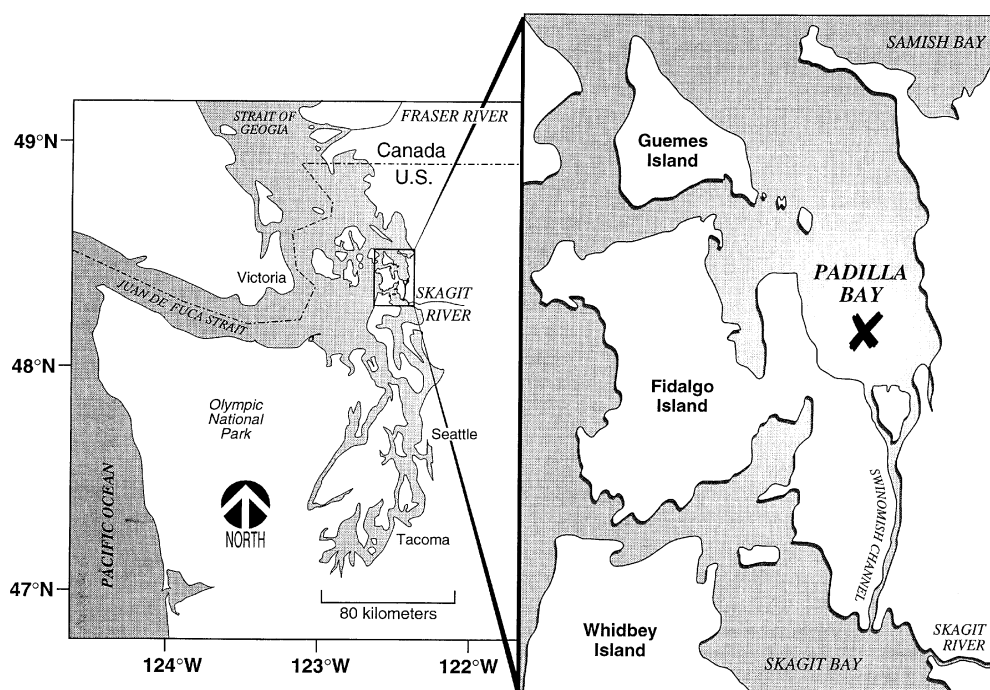 STRAIT OF
GEOGIA
FRASER RIVER
49°N
Canada
U.S.
Victoria
JUAN DE FUCA STRAIT
SKAGIT
RIVER
48°N
Olympic
National
Park
Seattle
PACIFIC OCEAN
NORTH
Tacoma
47°N
80 kilometers
124°W
123°W
122°W
SAMISH BAY
Guemes
Island
PADILLA
BAY
X
Fidalgo
Island
SWINOMISH CHANNEL
Whidbey
Island
SKAGIT BAY
SKAGIT
RIVER